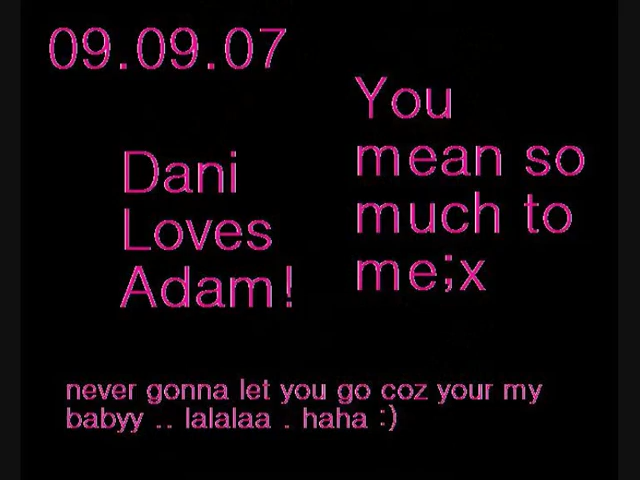 09.09.07
You
mean so
much to
me;x
Dani
Loves
Adam!
never gonna let you go coz your my
babyy .. lalalaa . haha :)